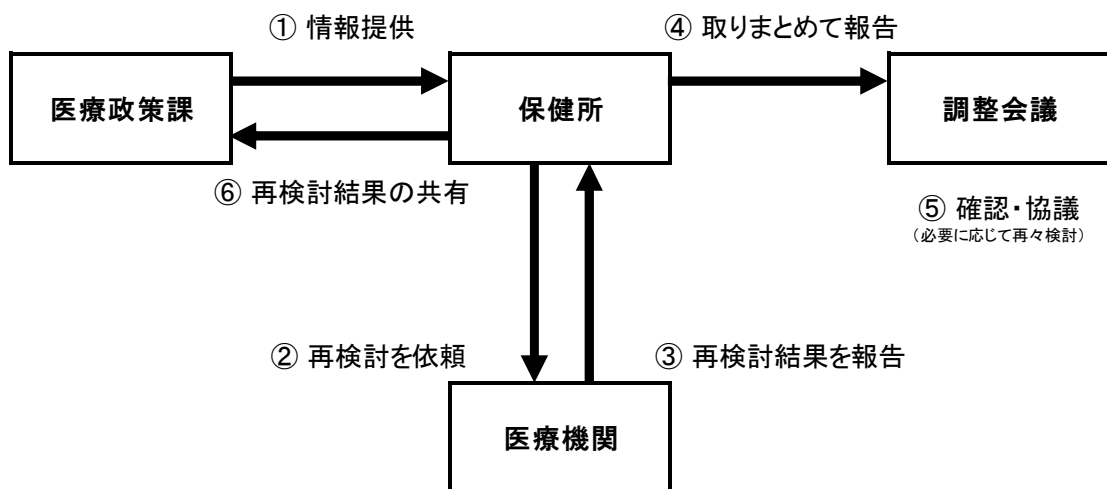 ① 情報提供
④ 取りまとめて報告
医療政策課
保健所
調整会議
⑥ 再検討結果の共有
⑤ 確認・協議
（必要に応じて再々検討）
② 再検討を依頼
③ 再検討結果を報告
医療機関